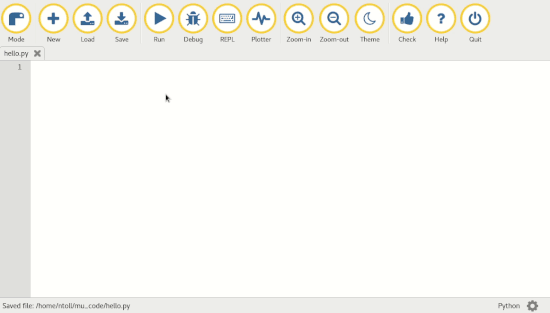 Mode New Load Save Run Debug REPL Plotter Zoom-in Zoom-out Theme Check Help Quit
hello.py
1
Saved file: /home/ntoll/mu_code/hello.py Python